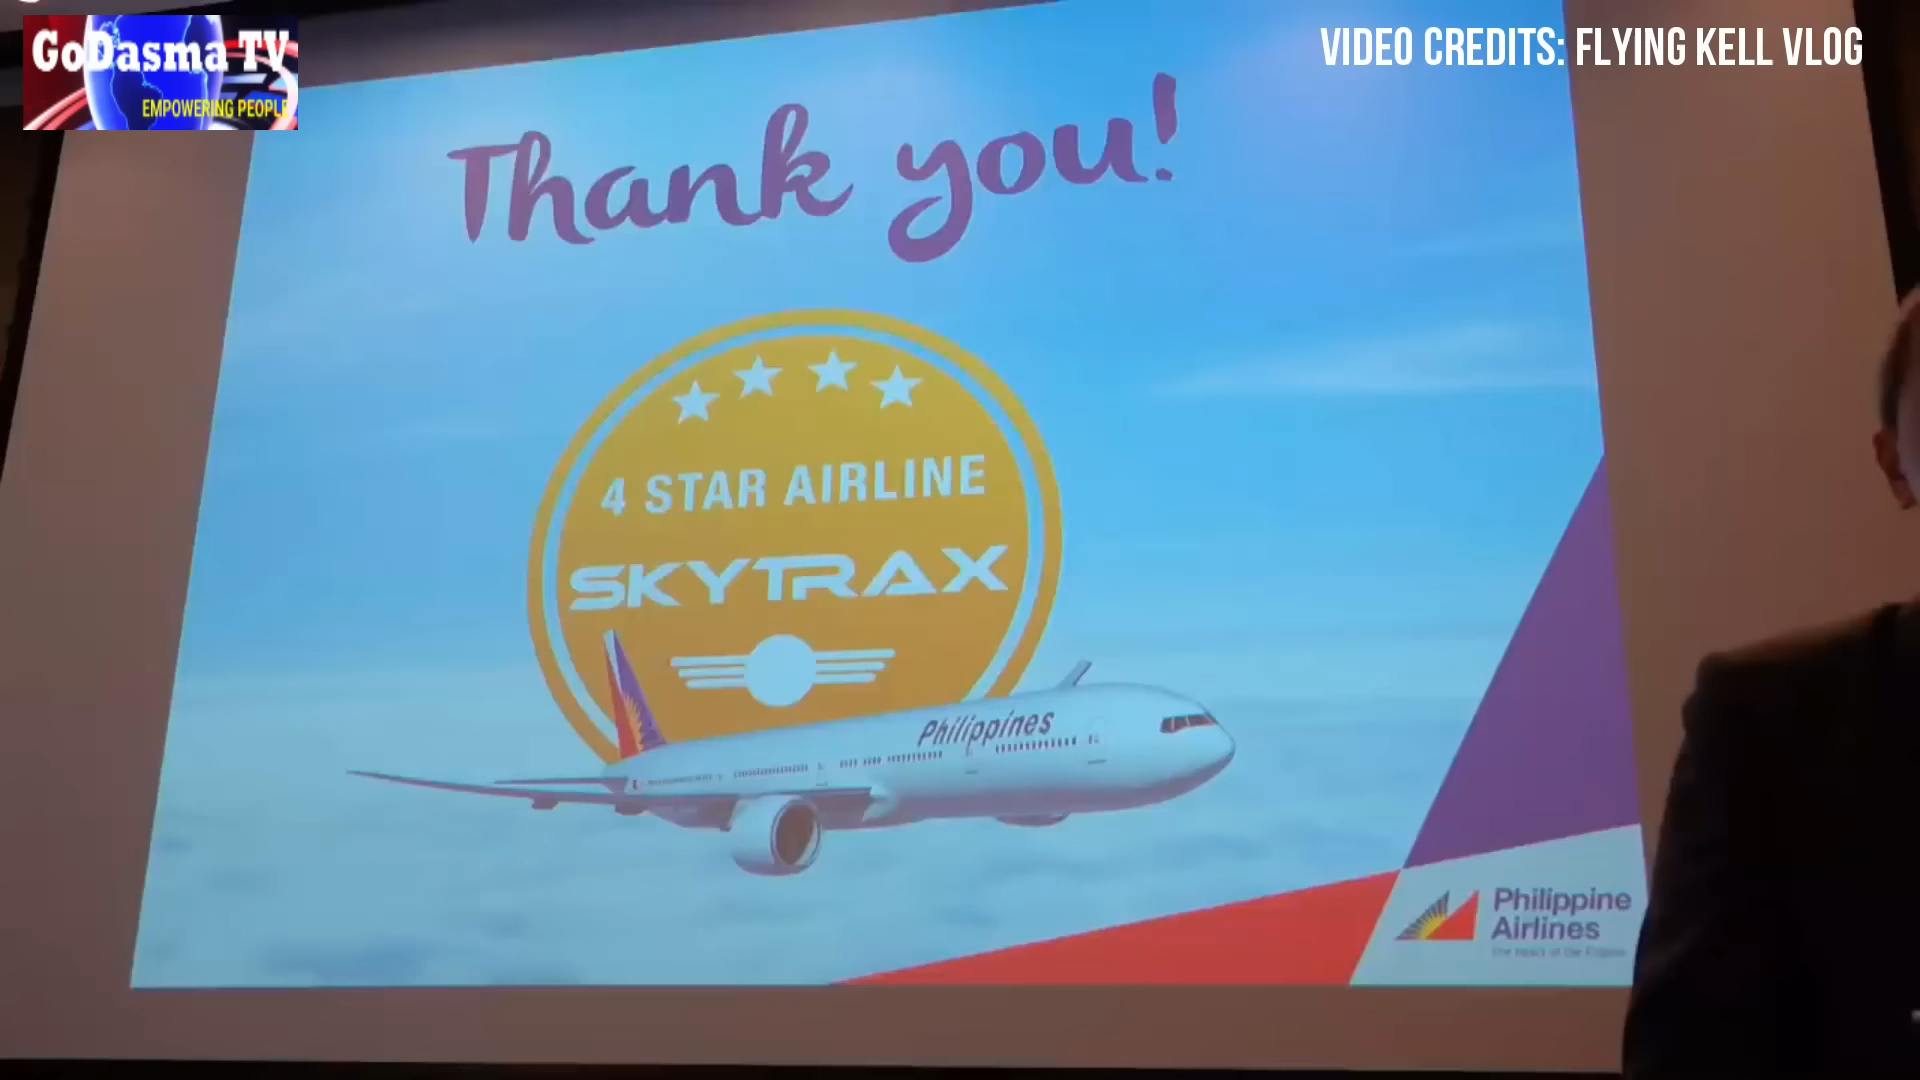 GoDasma TV
EMPOWERING PEOPLE
VIDEO CREDITS: FLYING KELL VLOG
Thank you!
4 STAR AIRLINE
SKYTRAX
Philippines
Philippine
Airlines